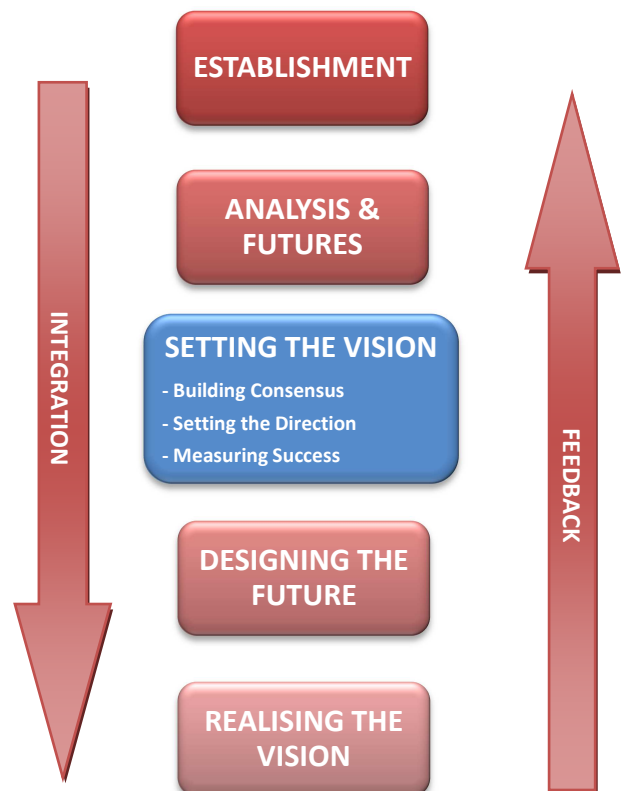 ESTABLISHMENT
ANALYSIS &
FUTURES
INTEGRATION
SETTING THE VISION
- Building Consensus
- Setting the Direction
- Measuring Success
FEEDBACK
DESIGNING THE
FUTURE
REALISING THE
VISION